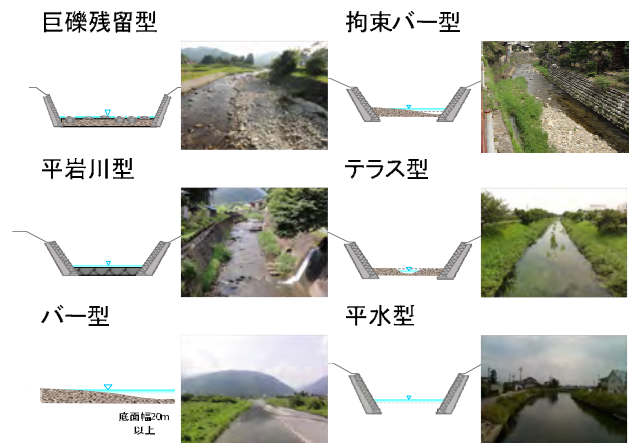 巨礫残留型
拘束バー型
平岩川型
テラス型
バー型
底面幅20m
以上
平水型